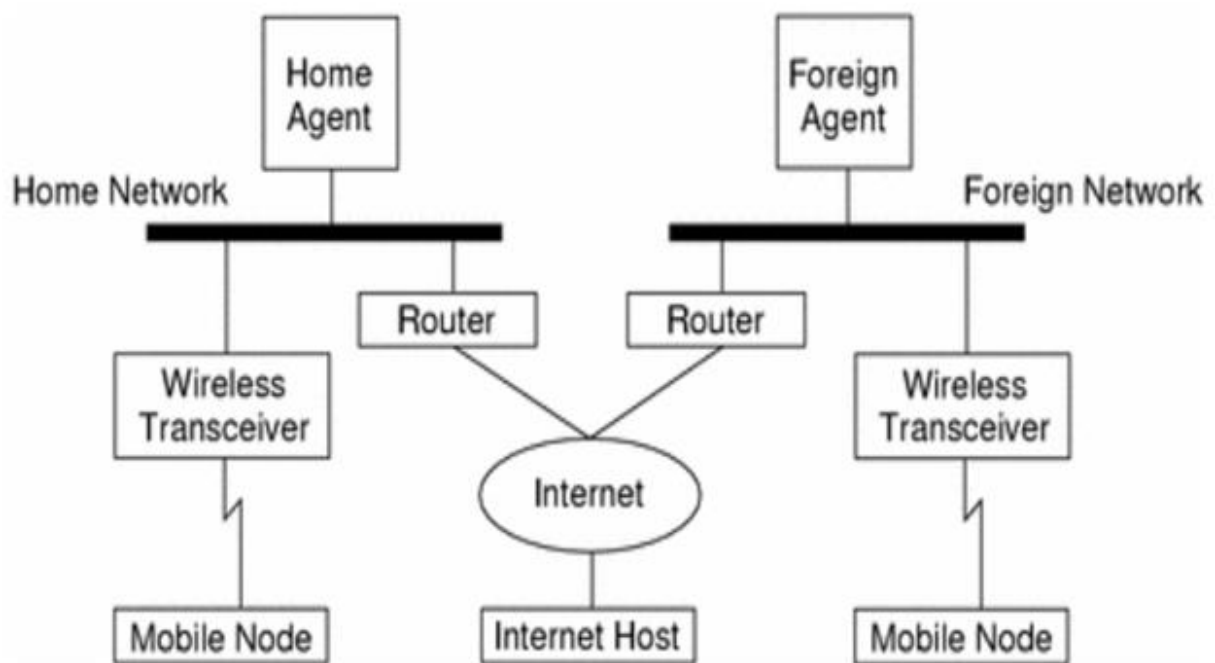 Home
Agent
Foreign
Agent
Home Network
Foreign Network
Router
Router
Wireless
Transceiver
Wireless
Transceiver
Internet
Mobile Node
Internet Host
Mobile Node